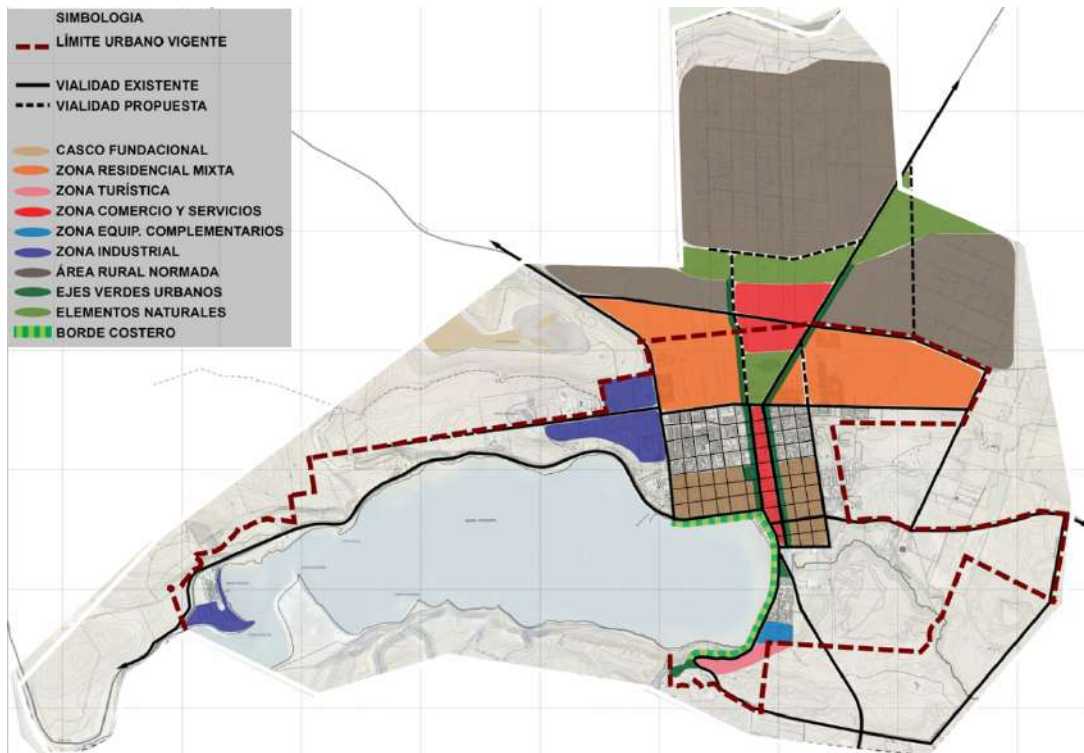 SIMBOLOGIA
LÍMITE URBANO VIGENTE
VIALIDAD EXISTENTE
VIALIDAD PROPUESTA
CASCO FUNDACIONAL
ZONA RESIDENCIAL MIXTA
ZONA TURÍSTICA
ZONA COMERCIO Y SERVICIOS
ZONA EQUIP. COMPLEMENTARIOS
ZONA INDUSTRIAL
ÁREA RURAL NORMADA
EJES VERDES URBANOS
ELEMENTOS NATURALES
BORDE COSTERO